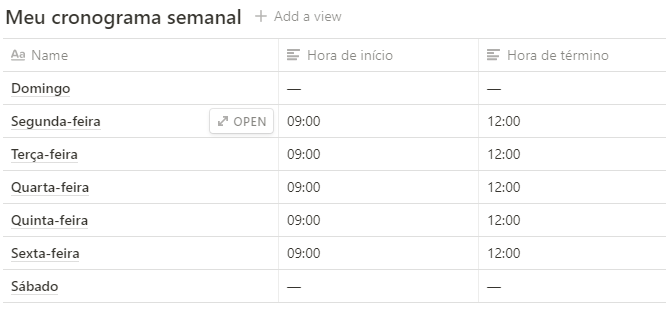 Meu cronograma semanal + Add a view
Aa Name Hora de início Hora de término
Domingo — —
Segunda-feira OPEN 09:00 12:00
Terça-feira 09:00 12:00
Quarta-feira 09:00 12:00
Quinta-feira 09:00 12:00
Sexta-feira 09:00 12:00
Sábado — —